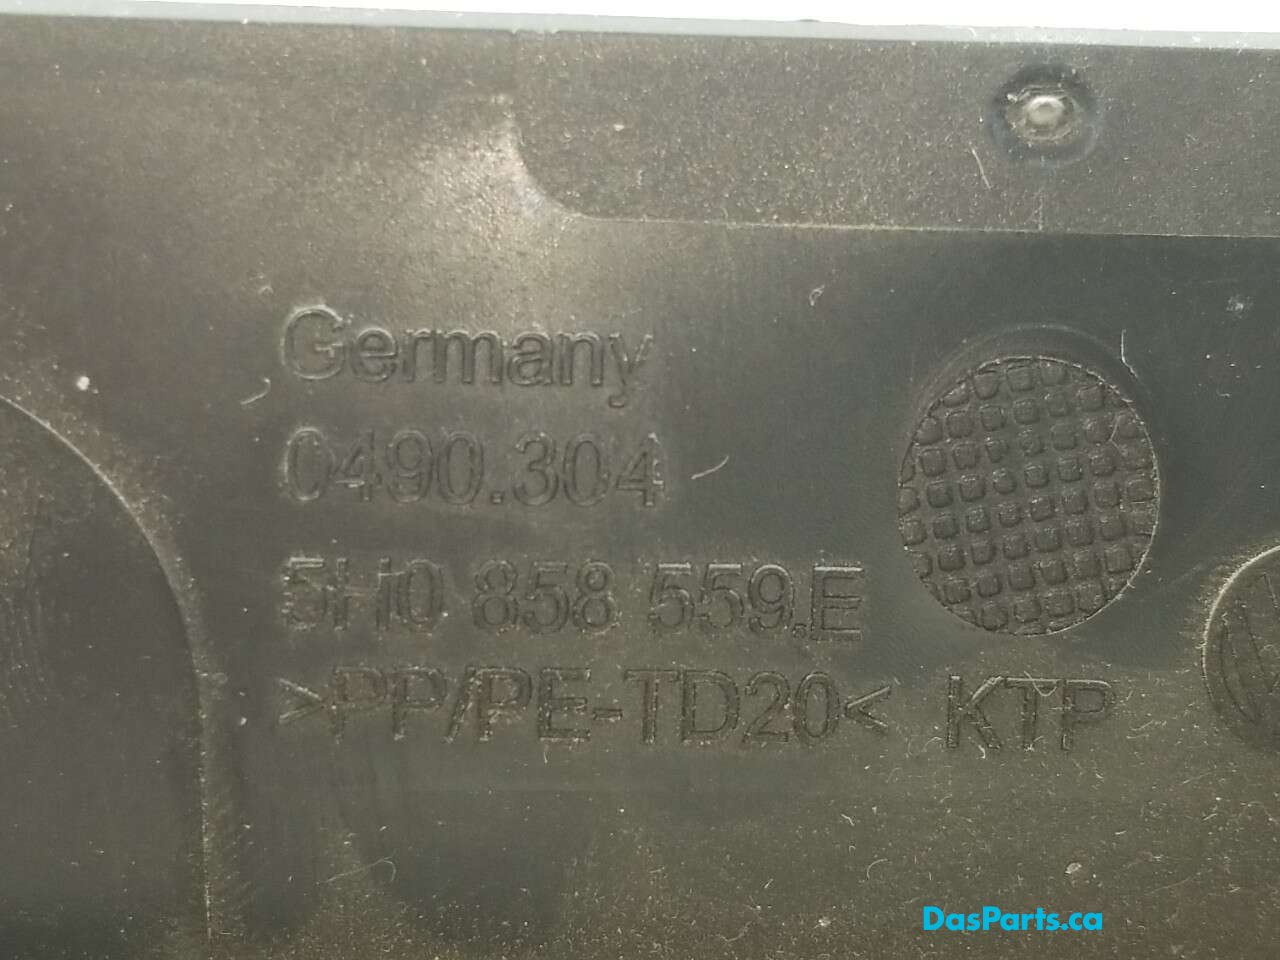 Germany
0490.304
5H0 858 559.E
>PP/PE-TD20< KTP
DasParts.ca